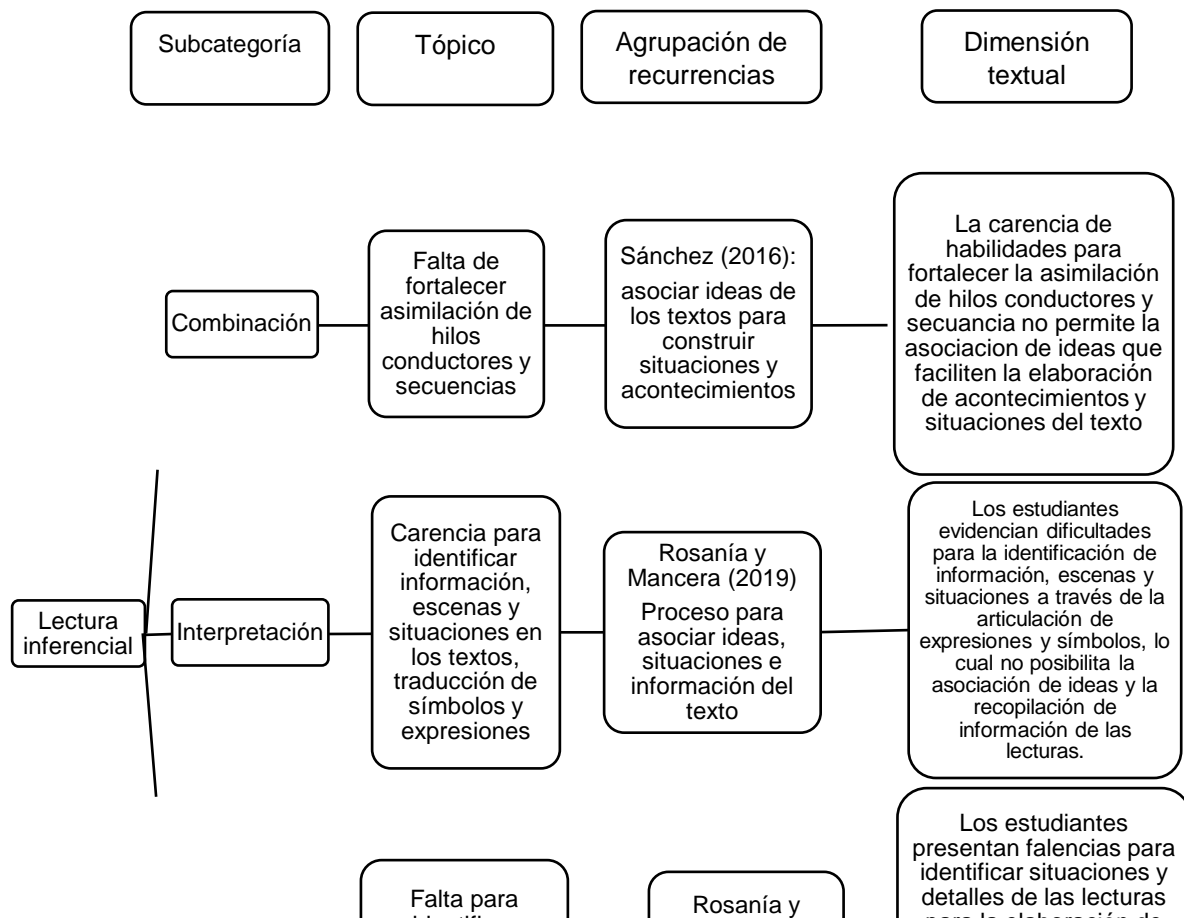 Subcategoría
Tópico
Agrupación de
recurrencias
Dimensión
textual
Combinación
Falta de
fortalecer
asimilación de
hilos
conductores y
secuencias
Sánchez (2016):
asociar ideas de
los textos para
construir
situaciones y
acontecimientos
La carencia de
habilidades para
fortalecer la asimilación
de hilos conductores y
secuancia no permite la
asociacion de ideas que
faciliten la elaboración
de acontecimientos y
situaciones del texto
Lectura
inferencial
Interpretación
Carencia para
identificar
información,
escenas y
situaciones en
los textos,
traducción de
símbolos y
expresiones
Rosanía y
Mancera (2019)
Proceso para
asociar ideas,
situaciones e
información del
texto
Los estudiantes
evidencian dificultades
para la identificación de
información, escenas y
situaciones a través de la
articulación de
expresiones y símbolos, lo
cual no posibilita la
asociación de ideas y la
recopilación de
información de las
lecturas.
Falta para
Rosanía y
Los estudiantes
presentan falencias para
identificar situaciones y
detalles de las lecturas
para la elaboración de